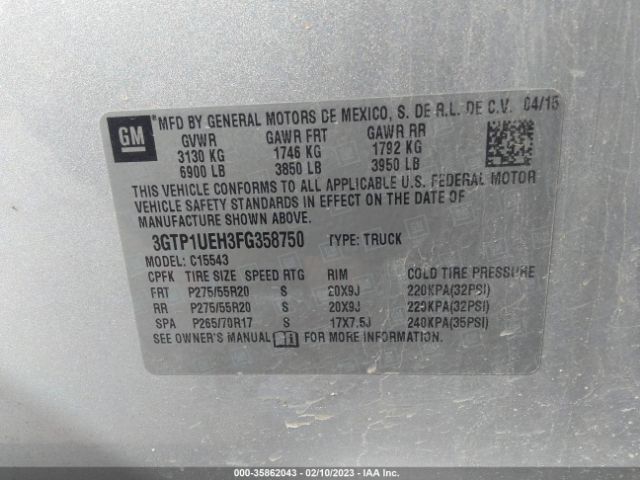 GM
*MFD BY GENERAL MOTORS DE MEXICO, S. DE R.L. DE C.V. 04/15
GVWR GAWR FRT GAWR RR
3130 KG 1746 KG 1792 KG
6900 LB 3850 LB 3950 LB
THIS VEHICLE CONFORMS TO ALL APPLICABLE U.S. FEDERAL MOTOR
VEHICLE SAFETY STANDARDS IN EFFECT ON THE DATE OF
MANUFACTURE SHOWN ABOVE.
3GTP1UEH3FG358750 TYPE: TRUCK
MODEL: C15543
CPFK TIRE SIZE SPEED RTG RIM COLD TIRE PRESSURE
FRT P275/55R20 S 20X9J 220KPA(32PSI)
RR P275/55R20 S 20X9J 220KPA(32PSI)
SPA P265/70R17 S 17X7.5J 240KPA(35PSI)
SEE OWNER'S MANUAL FOR MORE INFORMATION.
000-35862043 / 02/10/2023 / IAA Inc.